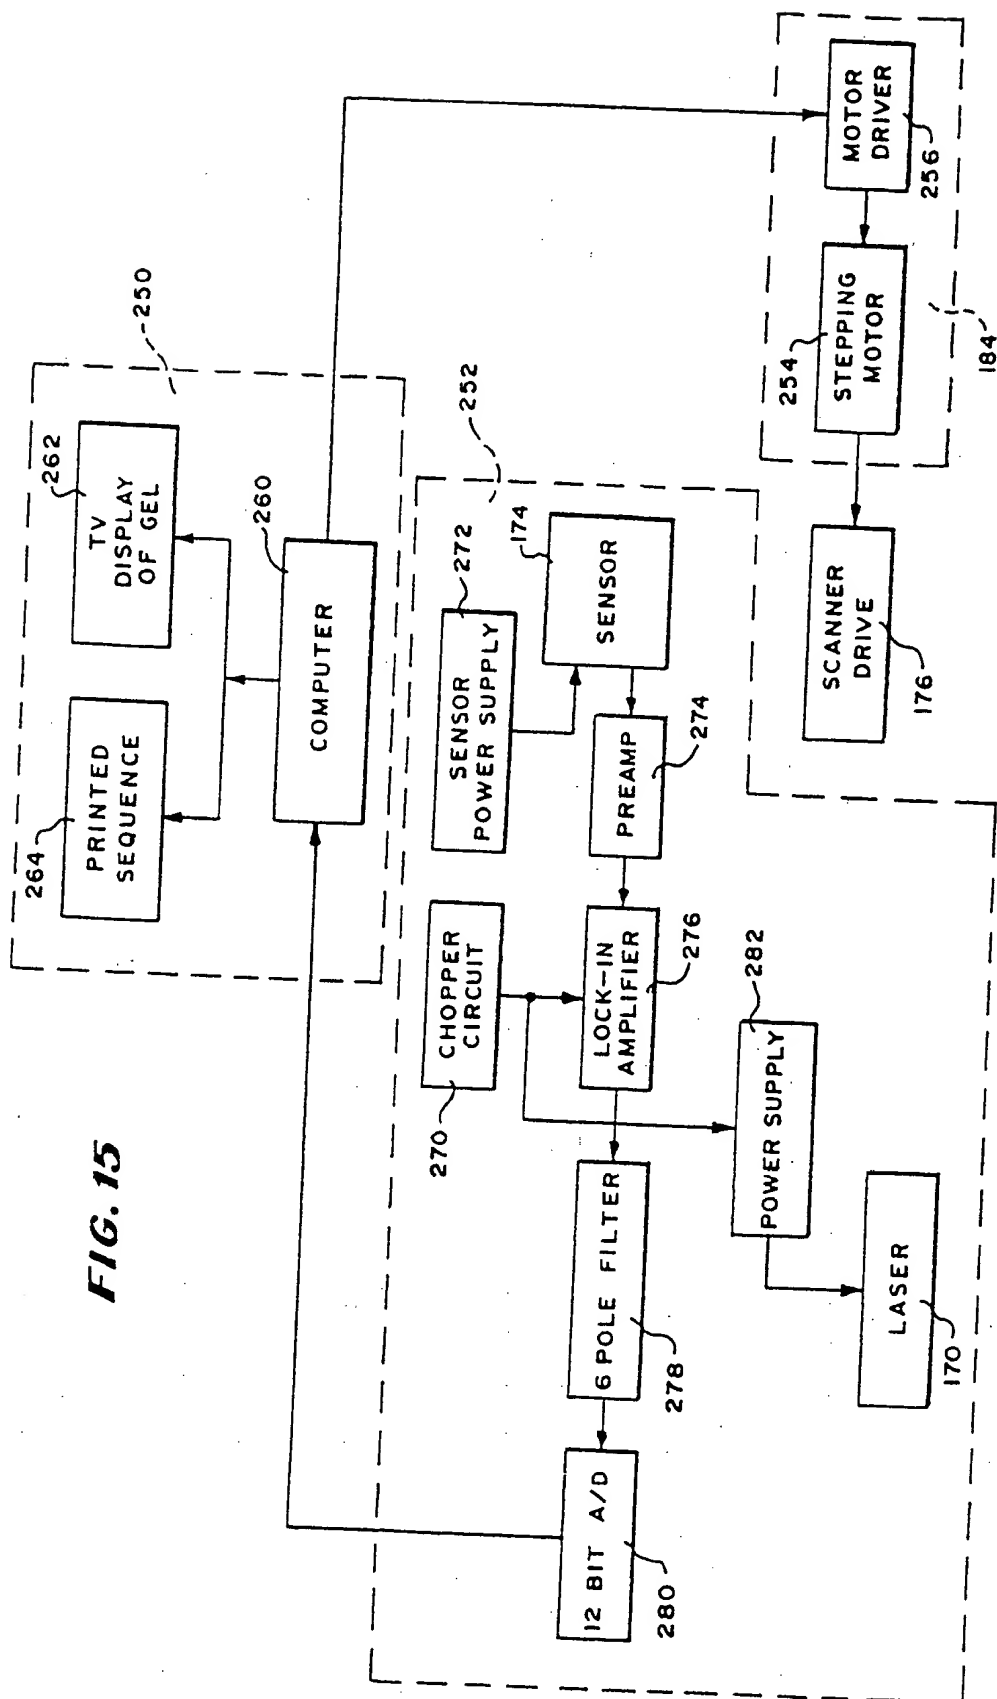 FIG. 15
264
PRINTED
SEQUENCE
262
TV
DISPLAY
OF GEL
250
COMPUTER
260
252
CHOPPER
CIRCUIT
270
SENSOR
POWER SUPPLY
272
174
SENSOR
12 BIT A/D
280
6 POLE FILTER
278
LOCK-IN
AMPLIFIER
276
PREAMP
274
POWER SUPPLY
282
LASER
170
SCANNER
DRIVE
176
254
STEPPING
MOTOR
MOTOR
DRIVER
256
184